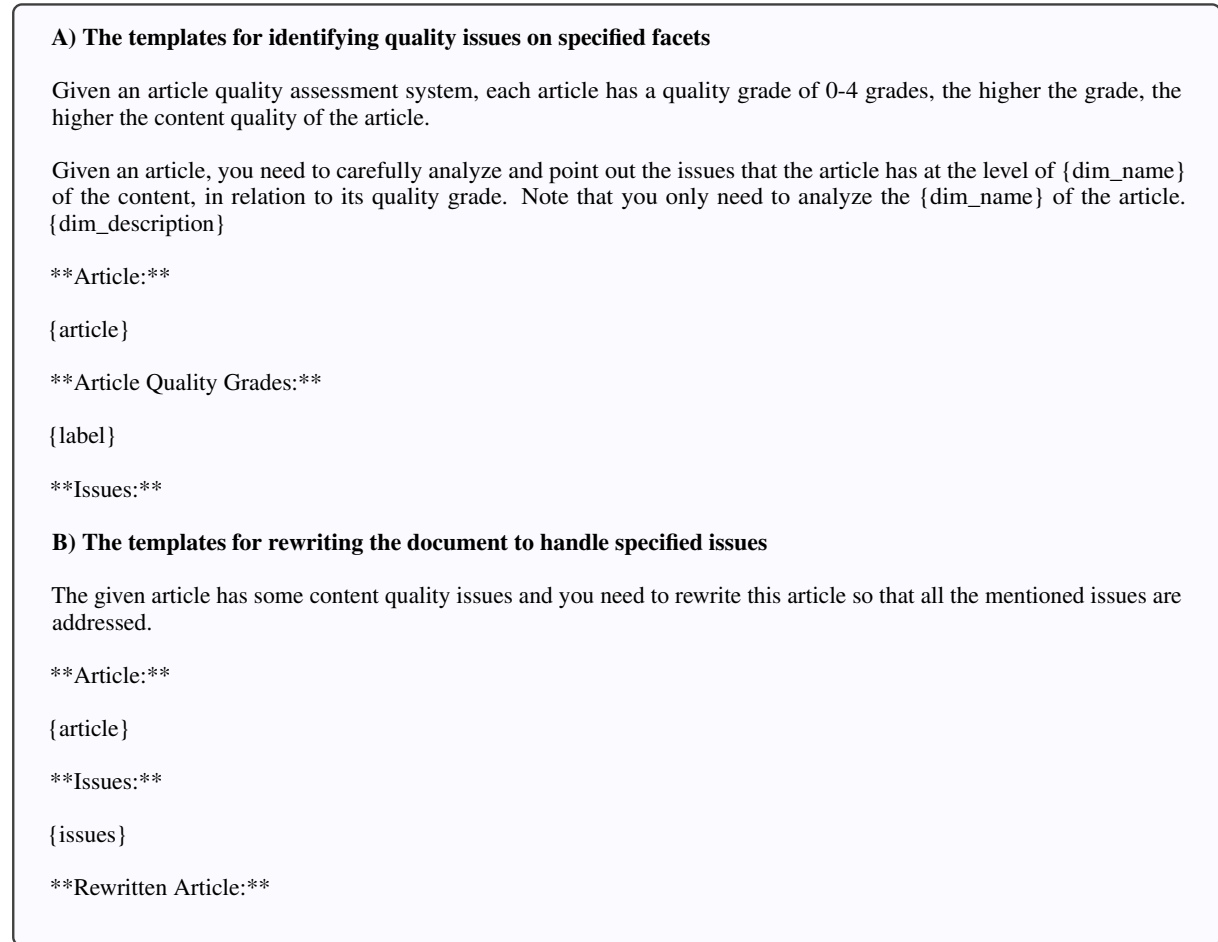 A) The templates for identifying quality issues on specified facets
Given an article quality assessment system, each article has a quality grade of 0-4 grades, the higher the grade, the
higher the content quality of the article.
Given an article, you need to carefully analyze and point out the issues that the article has at the level of {dim_name}
of the content, in relation to its quality grade. Note that you only need to analyze the {dim_name} of the article.
{dim_description}
**Article:**
{article}
**Article Quality Grades:**
{label}
**Issues:**
B) The templates for rewriting the document to handle specified issues
The given article has some content quality issues and you need to rewrite this article so that all the mentioned issues are
addressed.
**Article:**
{article}
**Issues:**
{issues}
**Rewritten Article:**